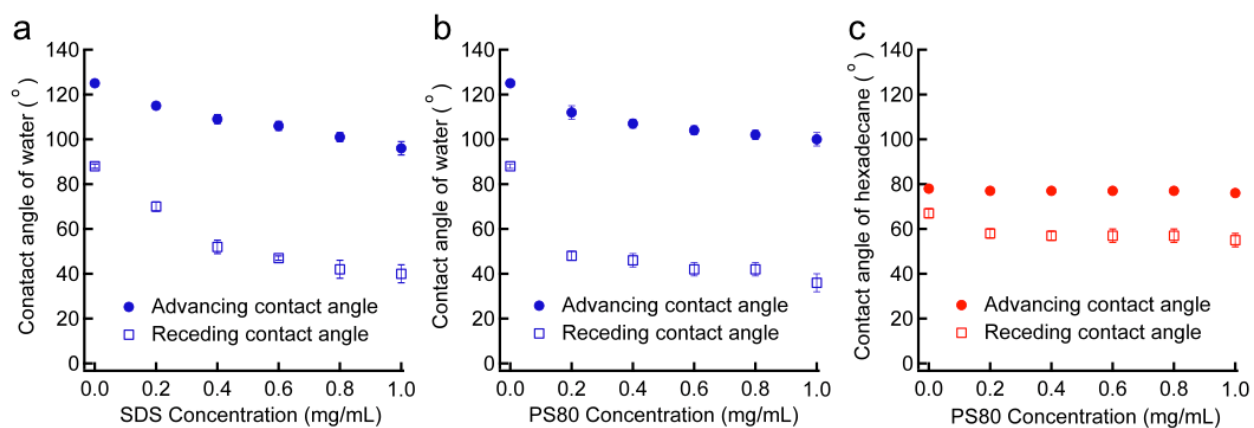 a
Conatact angle of water (°)
140
120
100
80
60
40
20
0
Advancing contact angle
Receding contact angle
0.0 0.2 0.4 0.6 0.8 1.0
SDS Concentration (mg/mL)
b
Contact angle of water (°)
140
120
100
80
60
40
20
0
Advancing contact angle
Receding contact angle
0.0 0.2 0.4 0.6 0.8 1.0
PS80 Concentration (mg/mL)
c
Contact angle of hexadecane (°)
140
120
100
80
60
40
20
0
Advancing contact angle
Receding contact angle
0.0 0.2 0.4 0.6 0.8 1.0
PS80 Concentration (mg/mL)